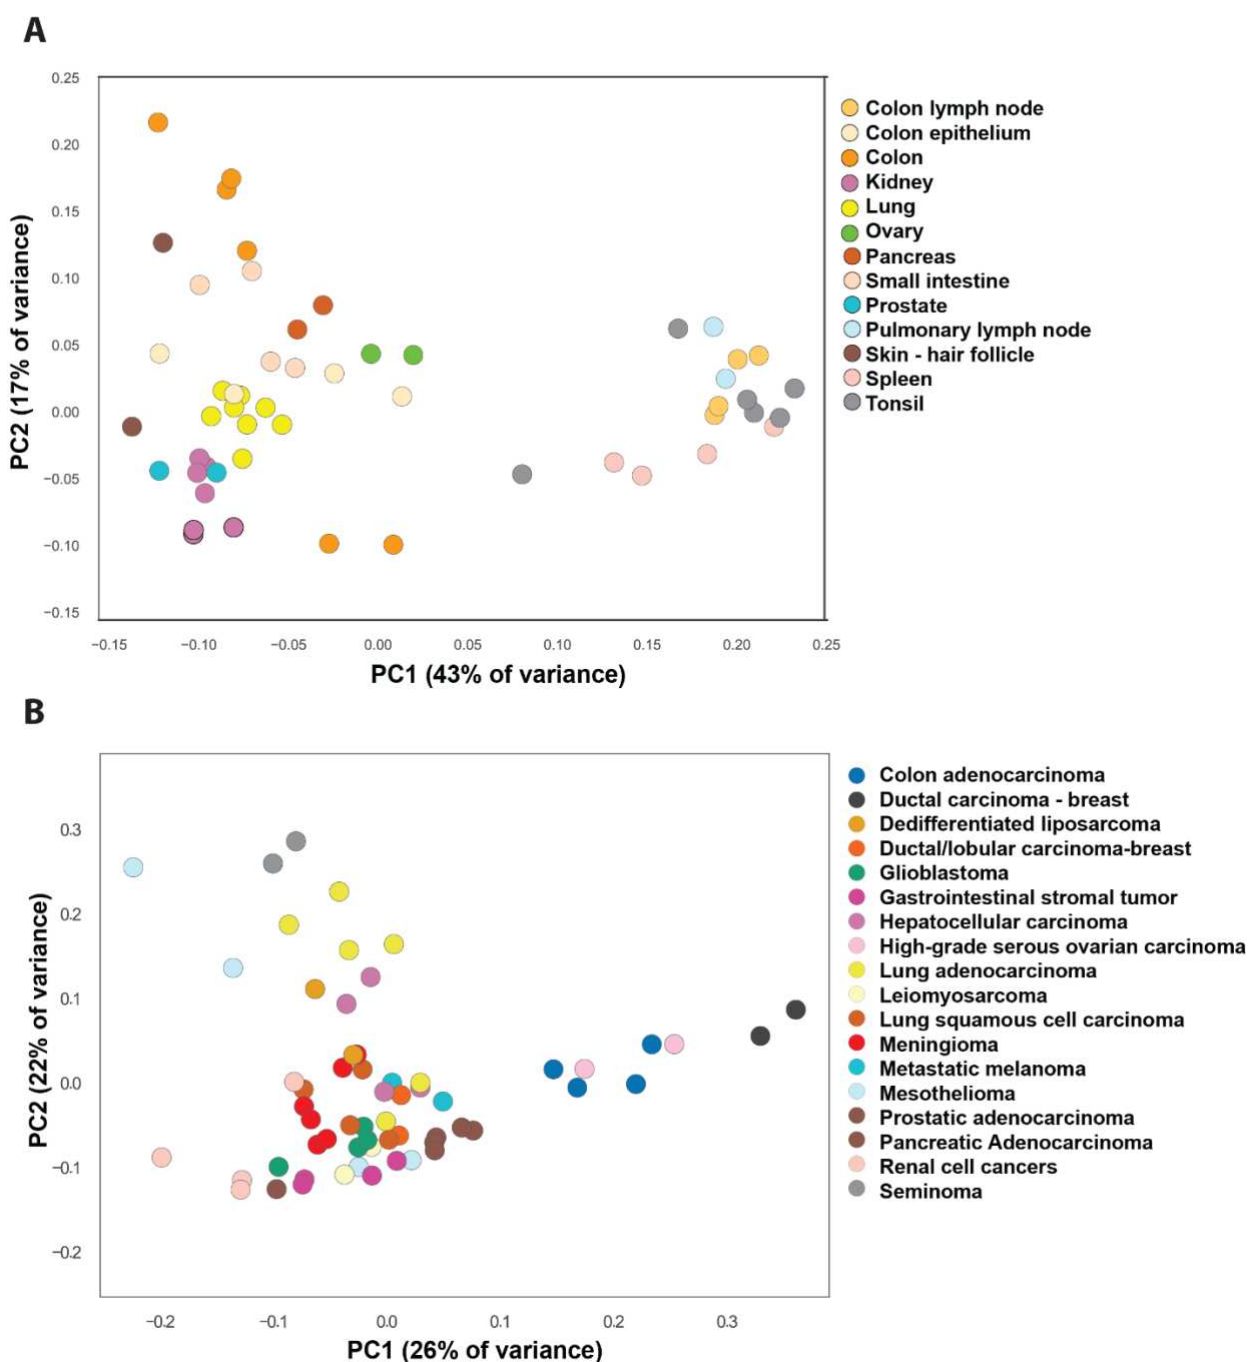 A
0.25
0.20
0.15
0.10
0.05
0.00
−0.05
−0.10
−0.15
PC2 (17% of variance)
−0.15 −0.10 −0.05 0.00 0.05 0.10 0.15 0.20 0.25
PC1 (43% of variance)
Colon lymph node
Colon epithelium
Colon
Kidney
Lung
Ovary
Pancreas
Small intestine
Prostate
Pulmonary lymph node
Skin - hair follicle
Spleen
Tonsil
B
0.3
0.2
0.1
0.0
−0.1
−0.2
PC2 (22% of variance)
−0.2 −0.1 0.0 0.1 0.2 0.3
PC1 (26% of variance)
Colon adenocarcinoma
Ductal carcinoma - breast
Dedifferentiated liposarcoma
Ductal/lobular carcinoma-breast
Glioblastoma
Gastrointestinal stromal tumor
Hepatocellular carcinoma
High-grade serous ovarian carcinoma
Lung adenocarcinoma
Leiomyosarcoma
Lung squamous cell carcinoma
Meningioma
Metastatic melanoma
Mesothelioma
Prostatic adenocarcinoma
Pancreatic Adenocarcinoma
Renal cell cancers
Seminoma